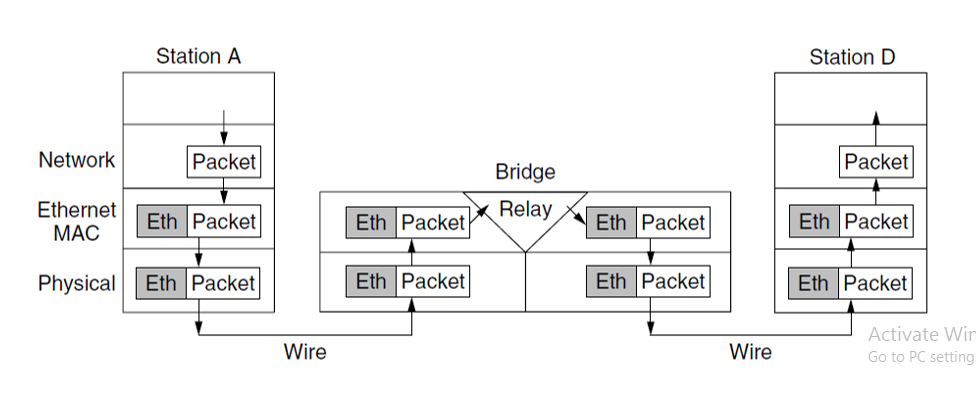 Station A
Station D
Network
Packet
Packet
Bridge
Ethernet
MAC
Eth Packet
Eth Packet
Relay
Eth Packet
Eth Packet
Physical
Eth Packet
Eth Packet
Eth Packet
Eth Packet
Wire
Wire
Activate Win
Go to PC setting